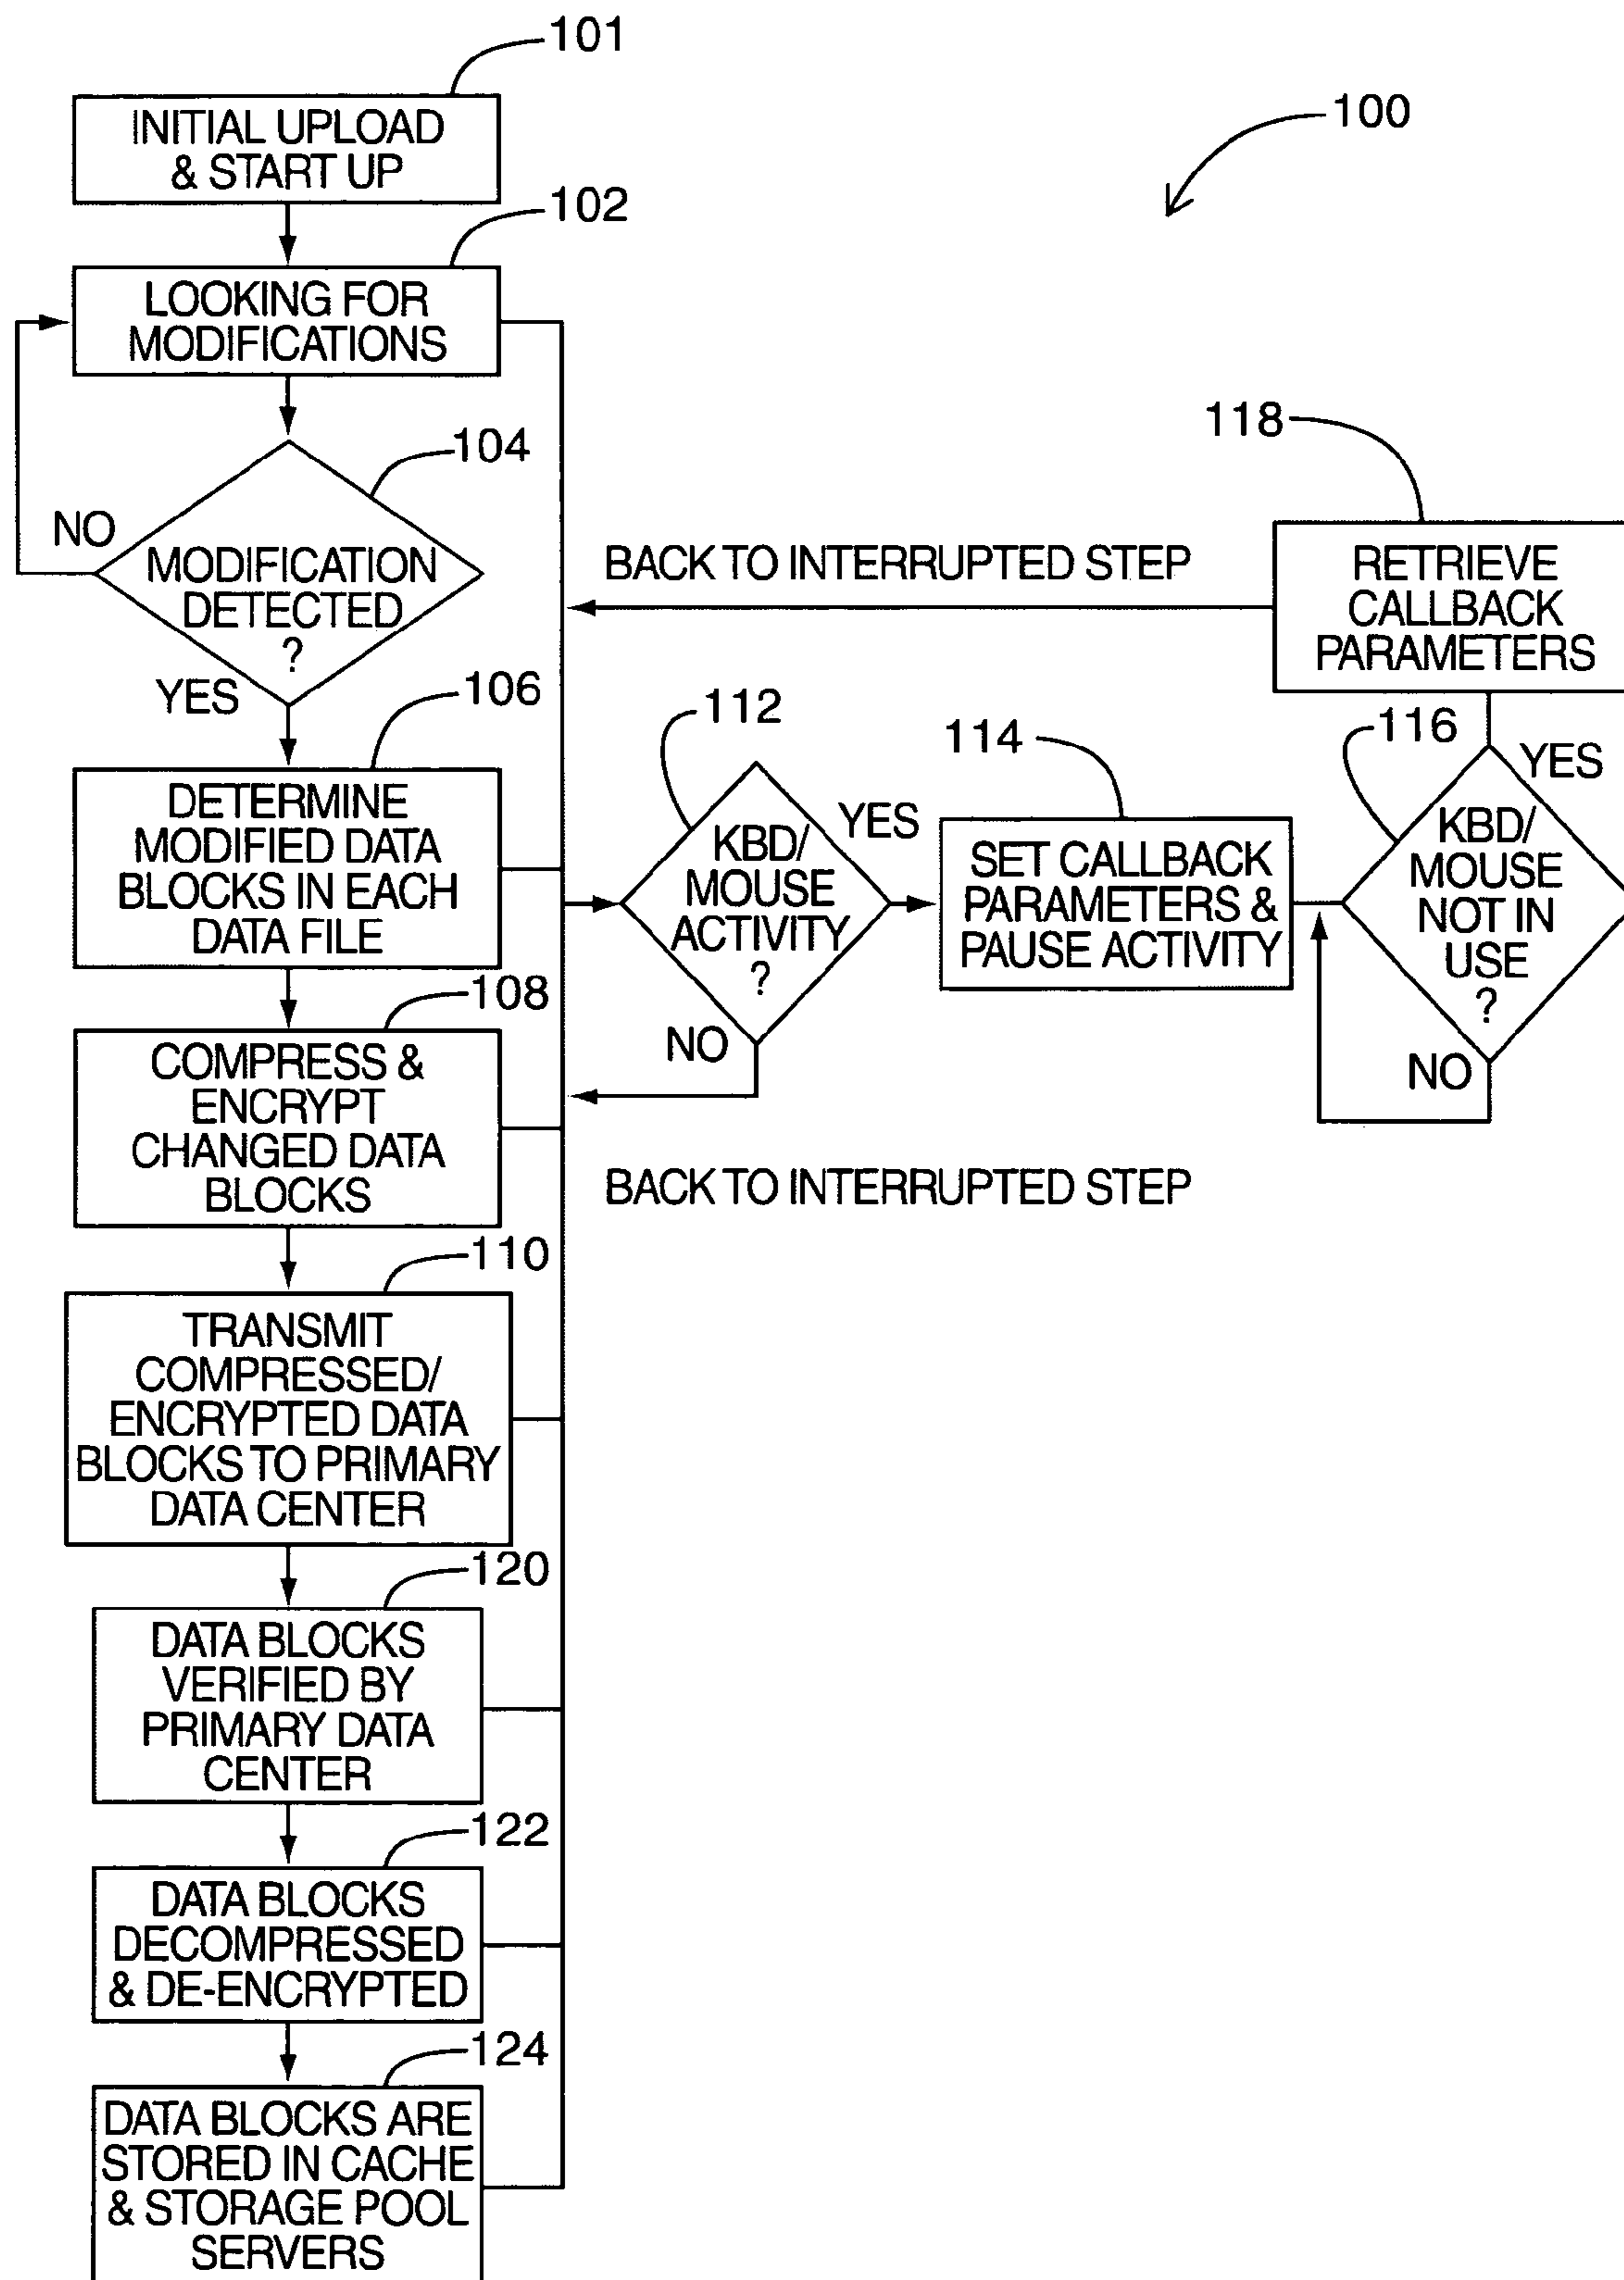 101
INITIAL UPLOAD
& START UP
100
102
LOOKING FOR
MODIFICATIONS
104
NO
MODIFICATION
DETECTED
?
YES
118
RETRIEVE
CALLBACK
PARAMETERS
BACK TO INTERRUPTED STEP
106
DETERMINE
MODIFIED DATA
BLOCKS IN EACH
DATA FILE
112
KBD/
MOUSE
ACTIVITY
?
YES
NO
114
SET CALLBACK
PARAMETERS &
PAUSE ACTIVITY
116
YES
KBD/
MOUSE
NOT IN
USE
?
NO
108
COMPRESS &
ENCRYPT
CHANGED DATA
BLOCKS
BACK TO INTERRUPTED STEP
110
TRANSMIT
COMPRESSED/
ENCRYPTED DATA
BLOCKS TO PRIMARY
DATA CENTER
120
DATA BLOCKS
VERIFIED BY
PRIMARY DATA
CENTER
122
DATA BLOCKS
DECOMPRESSED
& DE-ENCRYPTED
124
DATA BLOCKS ARE
STORED IN CACHE
& STORAGE POOL
SERVERS